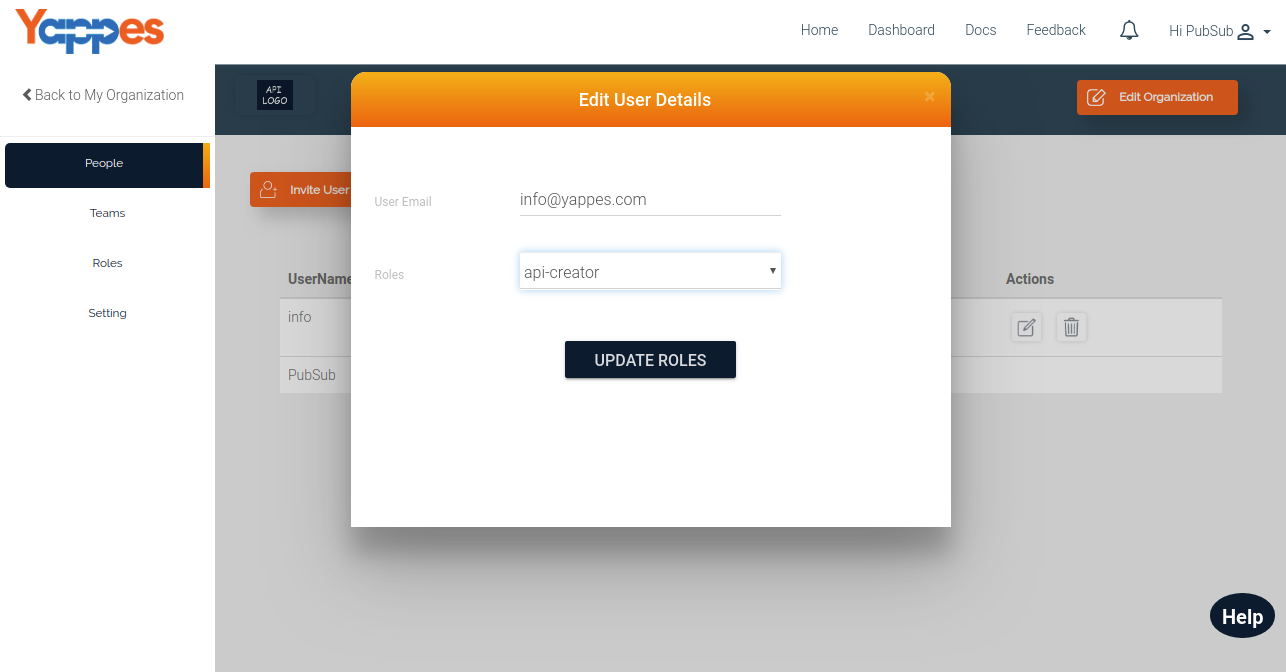 Yappes
Home Dashboard Docs Feedback Hi PubSub
Back to My Organization
People
Teams
Roles
Setting
API
LOGO
Edit Organization
Invite User
UserName
Actions
info
PubSub
Edit User Details
×
User Email info@yappes.com
Roles api-creator
UPDATE ROLES
Help